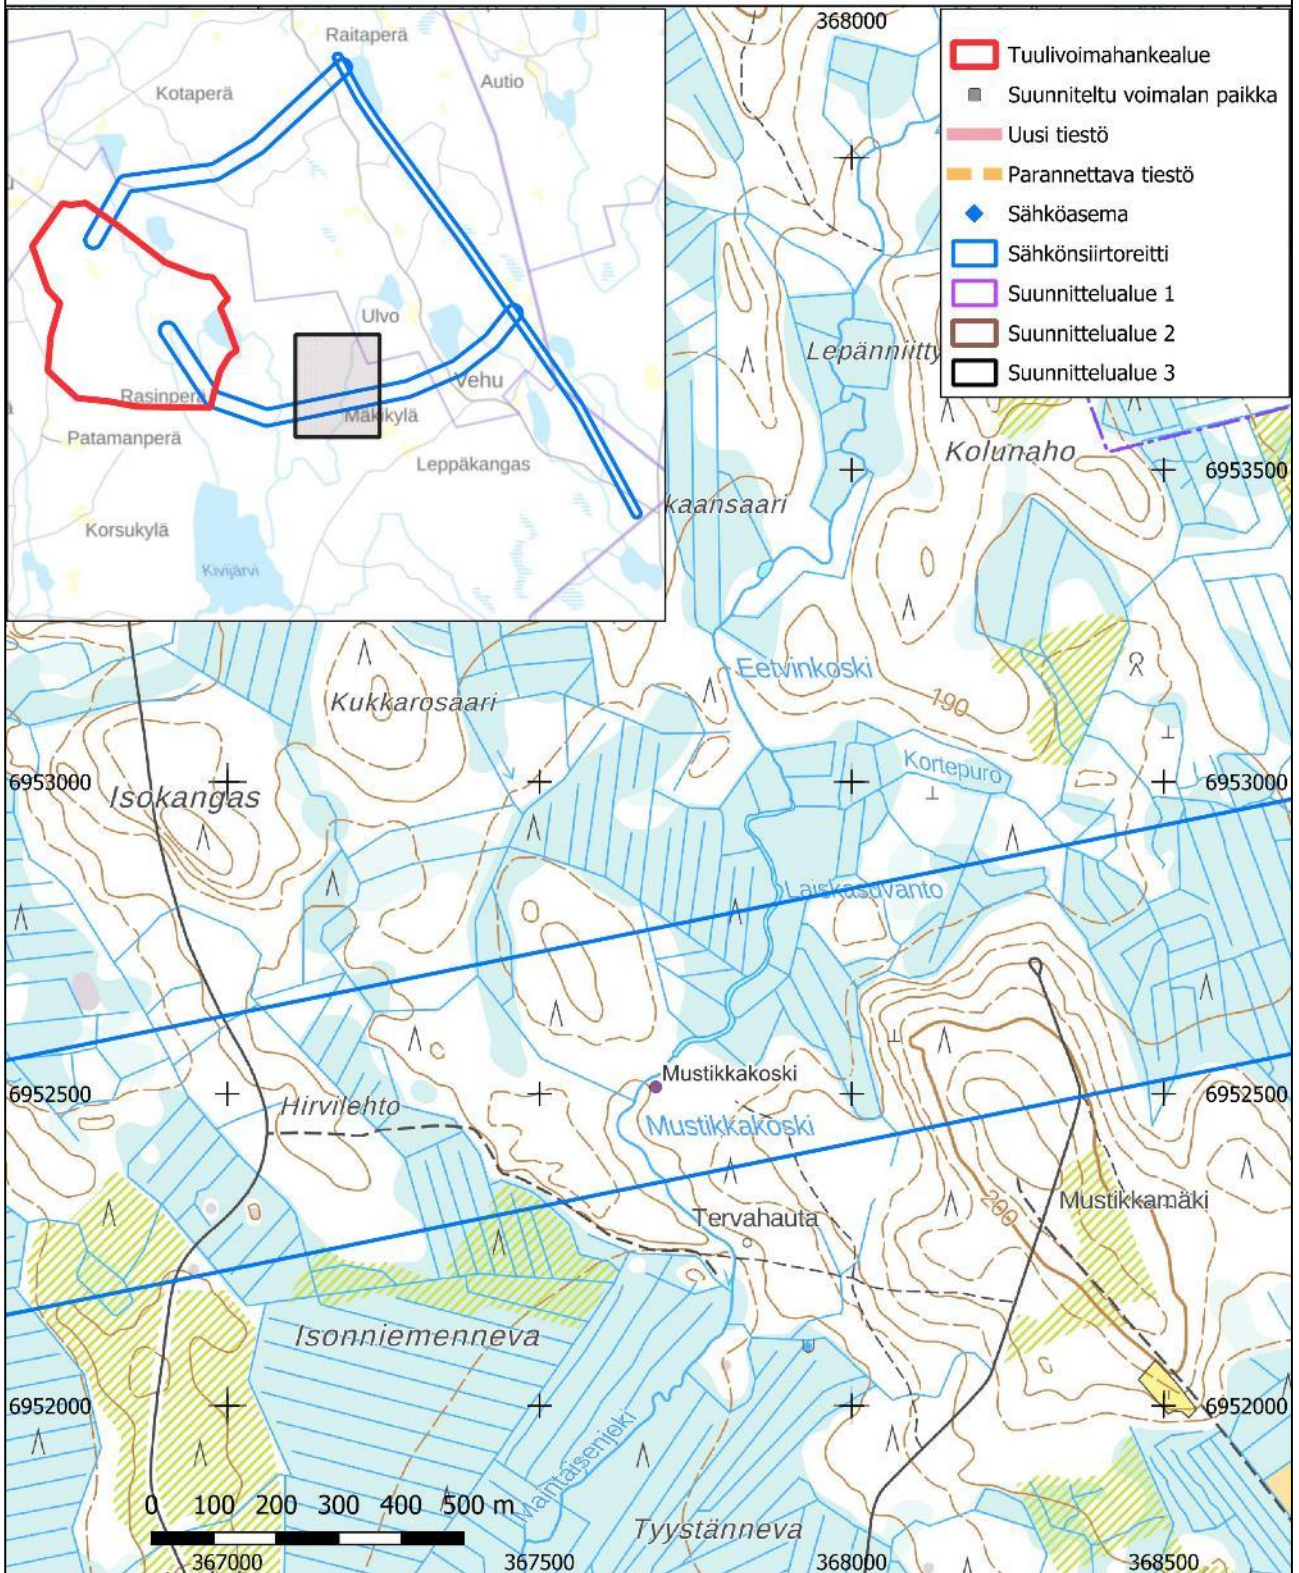 368000
Tuulivoimahankealue
Suunniteltu voimalan paikka
Uusi tiestö
Parannettava tiestö
Sähköasema
Sähkönsiirtoreitti
Suunnittelualue 1
Suunnittelualue 2
Suunnittelualue 3
Raitaperä
Autio
Kotaperä
Ulvo
Vehu
Rasinperä
Mäkikylä
Patamanperä
Leppäkangas
Korsukylä
Kivijärvi
Lepänniitty
Kolunaho
6953500
kaansaari
Eetvinkoski
Kukkarosaari
190
Kortepuro
6953000
6953000
Isokangas
Laiskasuvanto
Mustikkakoski
6952500
6952500
Hirvilehto
Mustikkakoski
Mustikkamäki
200
Tervahauta
Isonniemenneva
6952000
6952000
Maintaisenjoki
0 100 200 300 400 500 m
Tyystänneva
367000 367500 368000 368500